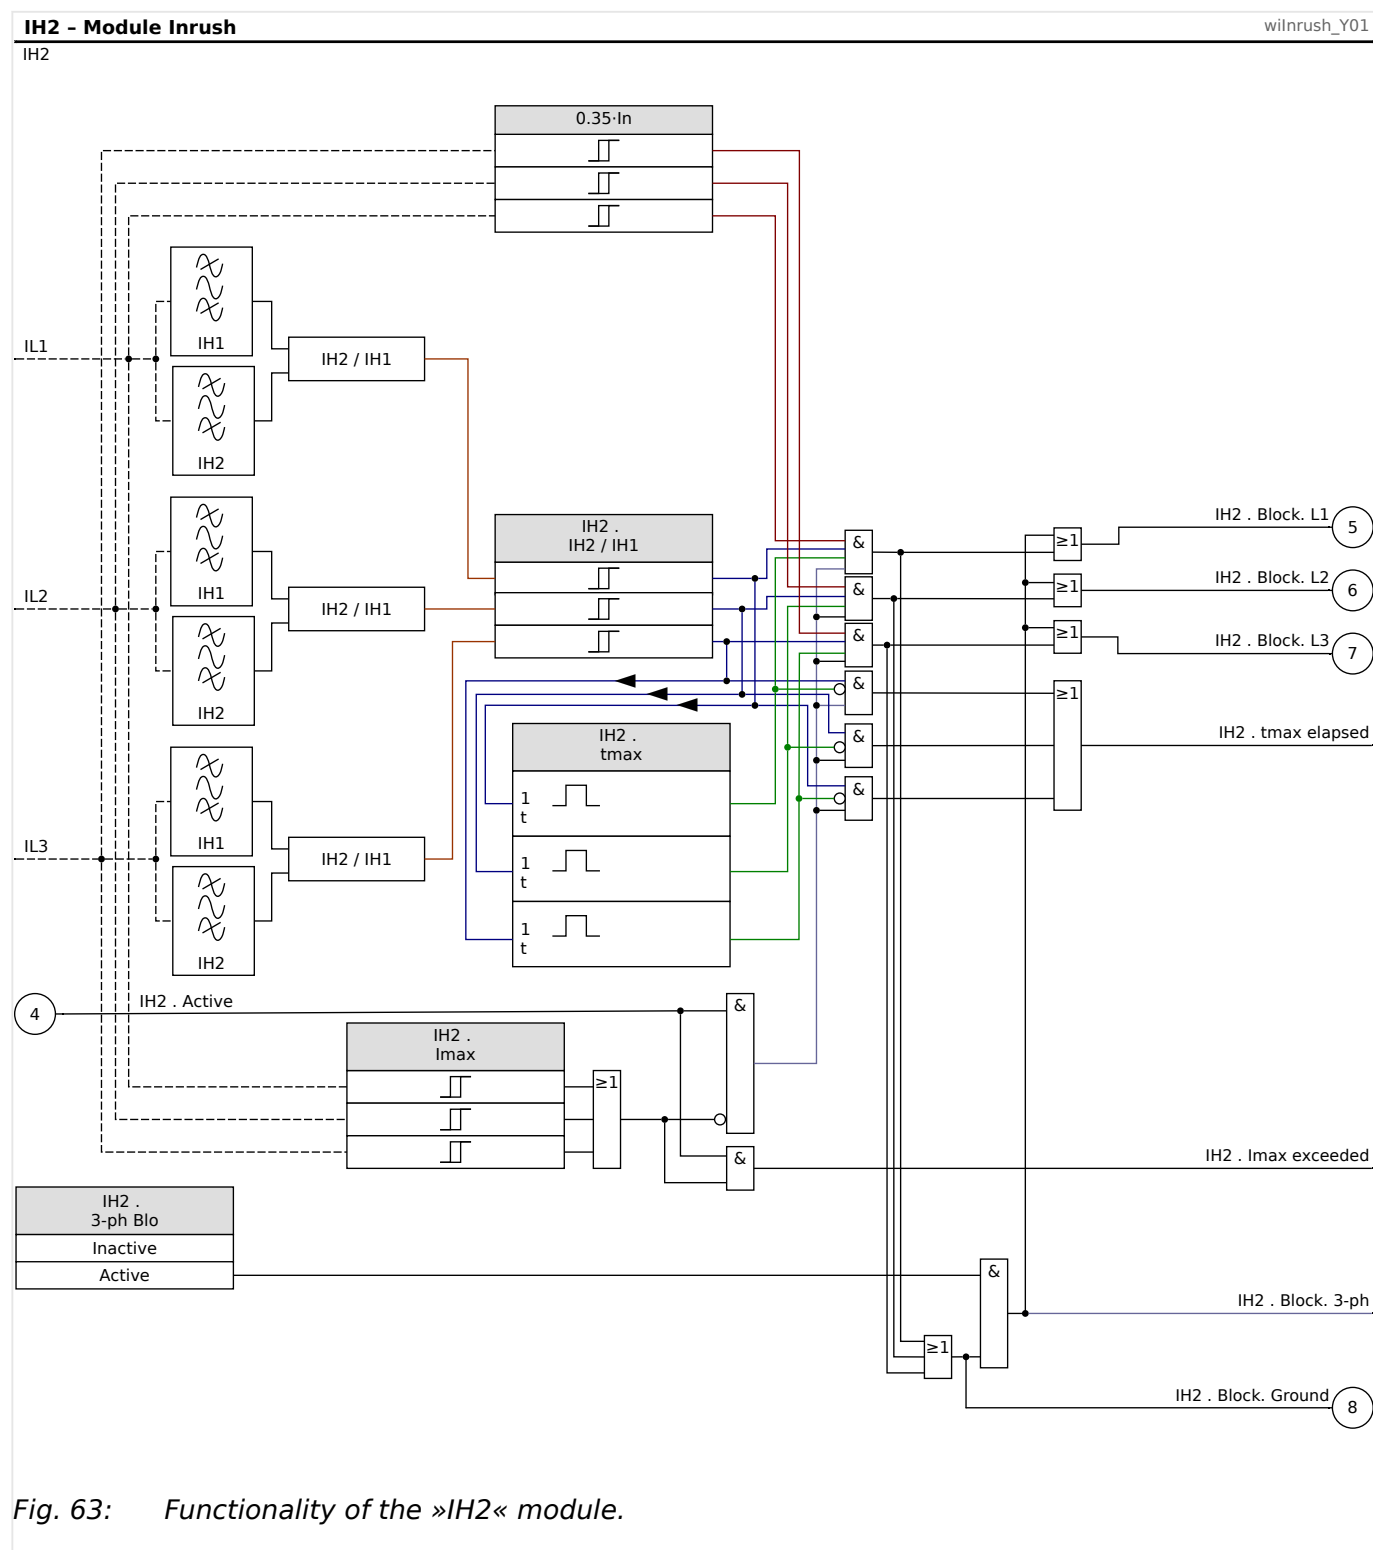 IH2 – Module Inrush
wiInrush_Y01
IH2
0.35·In
IH1
IL1
IH2 / IH1
IH2
IH1
IL2
IH2 / IH1
IH2
IH1
IL3
IH2 / IH1
IH2
IH2 .
IH2 / IH1
&
&
&
&
&
&
≥1
≥1
≥1
≥1
IH2 . Block. L1
5
IH2 . Block. L2
6
IH2 . Block. L3
7
IH2 . tmax elapsed
IH2 .
tmax
1
t
1
t
1
t
4
IH2 . Active
&
IH2 .
Imax
≥1
&
IH2 . Imax exceeded
IH2 .
3-ph Blo
Inactive
Active
&
IH2 . Block. 3-ph
≥1
IH2 . Block. Ground
8
Fig. 63: Functionality of the »IH2« module.